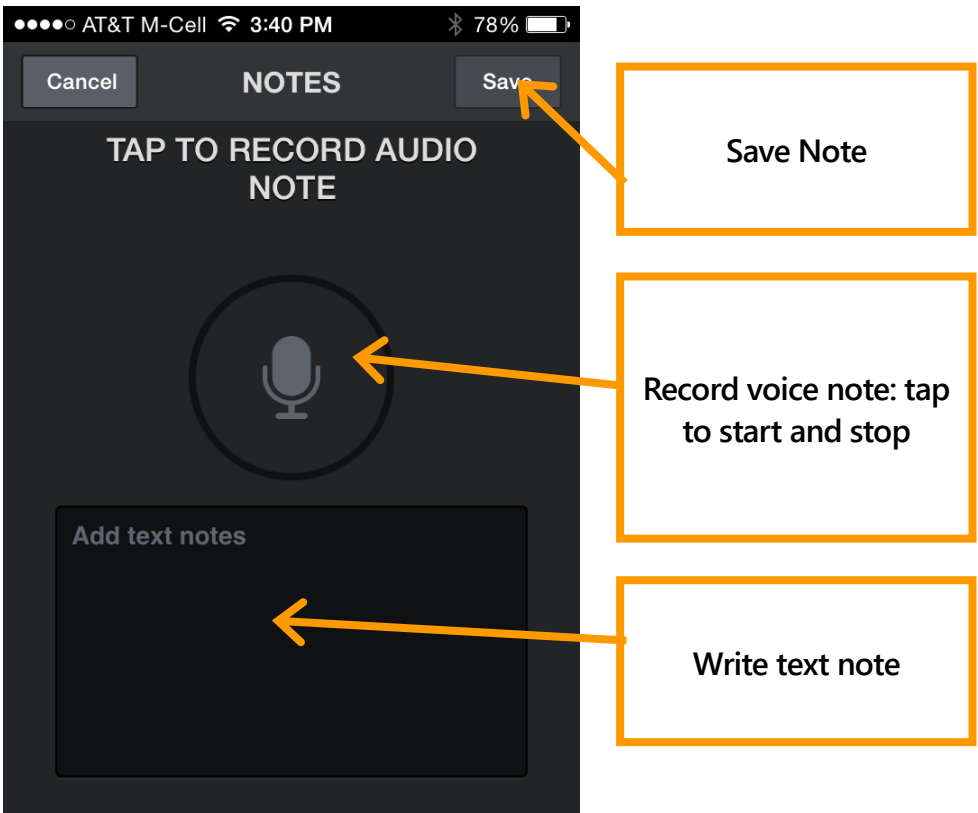 AT&T M-Cell 3:40 PM 78%
Cancel NOTES Save
TAP TO RECORD AUDIO
NOTE
Add text notes
Save Note
Record voice note: tap
to start and stop
Write text note